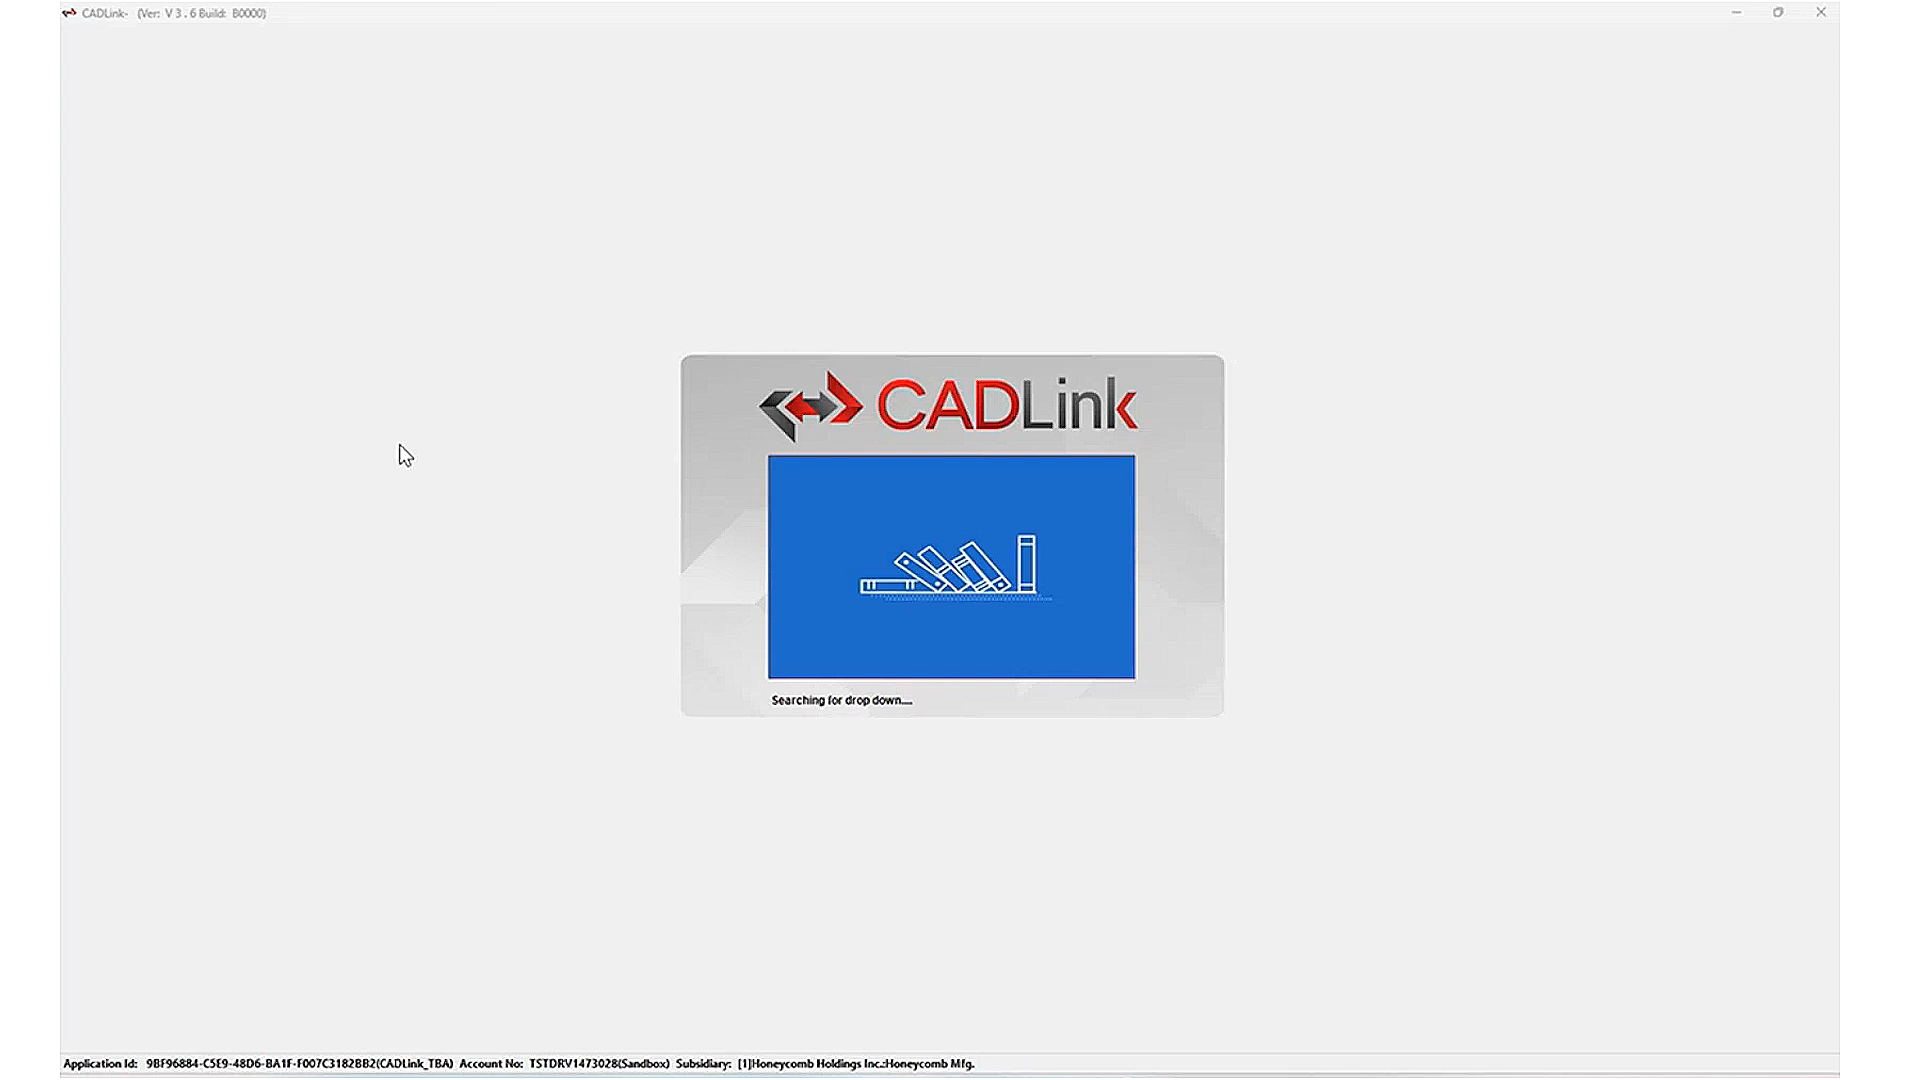 CADLink- (Ver: V 3 . 6 Build: B0000)
CADLink
Searching for drop down....
Application Id: 9BF96884-C5E9-48D6-BA1F-F007C3182BB2(CADLink_TBA) Account No: TSTDRV1473028(Sandbox) Subsidiary: [1]Honeycomb Holdings Inc.:Honeycomb Mfg.